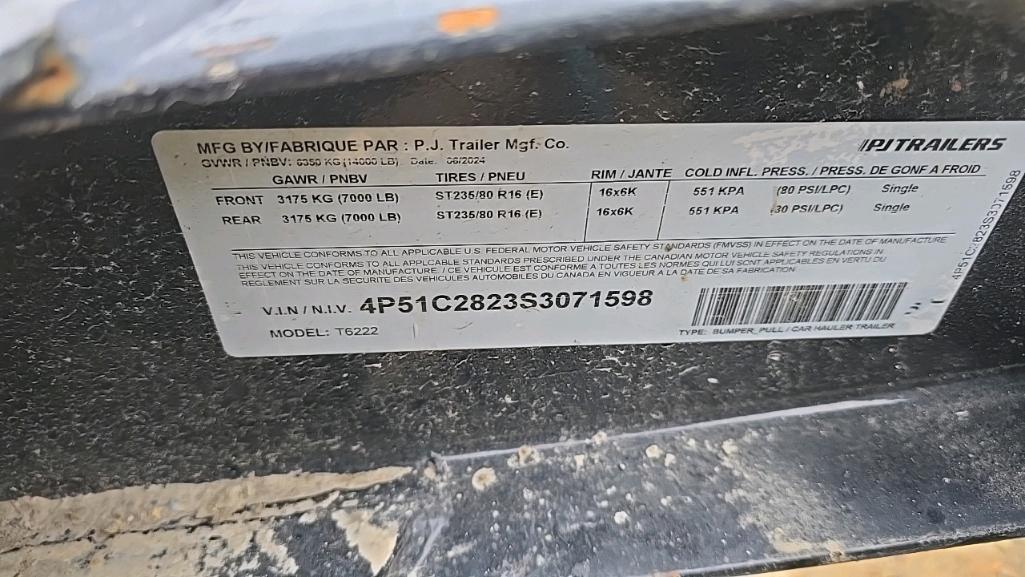 MFG BY/FABRIQUE PAR : P.J. Trailer Mgf. Co.
PJ TRAILERS
GVWR / PNBV: 6350 KG (14000 LB) Date: 06/2024
GAWR / PNBV TIRES / PNEU RIM / JANTE COLD INFL. PRESS. / PRESS. DE GONF A FROID
FRONT 3175 KG (7000 LB) ST235/80 R16 (E) 16x6K 551 KPA (80 PSI/LPC) Single
REAR 3175 KG (7000 LB) ST235/80 R16 (E) 16x6K 551 KPA (80 PSI/LPC) Single
THIS VEHICLE CONFORMS TO ALL APPLICABLE U.S. FEDERAL MOTOR VEHICLE SAFETY STANDARDS (FMVSS) IN EFFECT ON THE DATE OF MANUFACTURE
THIS VEHICLE CONFORMS TO ALL APPLCABLE STANDARDS PRESCRIBED UNDER THE CANADIAN MOTOR VEHICLE SAFETY REGULATIONS IN
EFFECT ON THE DATE OF MANUFACTURE. / CE VEHICULE EST CONFORME A TOUTES LES NORMES QUI LUI SONT APPLICABLES EN VERTU DU
REGLEMENT SUR LA SECURITE DES VEHICULES AUTOMOBILES DU CANADA EN VIGUEUR A LA DATE DE SA FABRICATION
V.I.N / N.I.V. 4P51C2823S3071598
MODEL: T6222
TYPE: BUMPER PULL / CAR HAULER TRAILER
4P51C2823S3071598